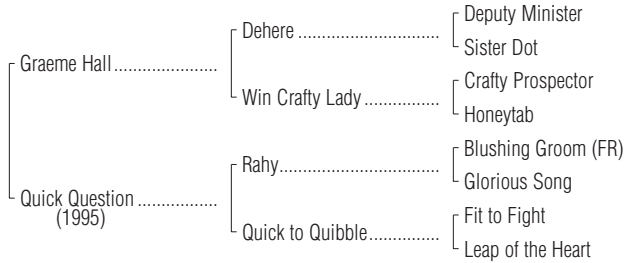 Deputy Minister
Dehere ........................................
Sister Dot
Graeme Hall.....................
Crafty Prospector
Win Crafty Lady ................
Honeytab
Blushing Groom (FR)
Rahy..................................
Glorious Song
Quick Question ................
(1995)
Fit to Fight
Quick to Quibble...............
Leap of the Heart